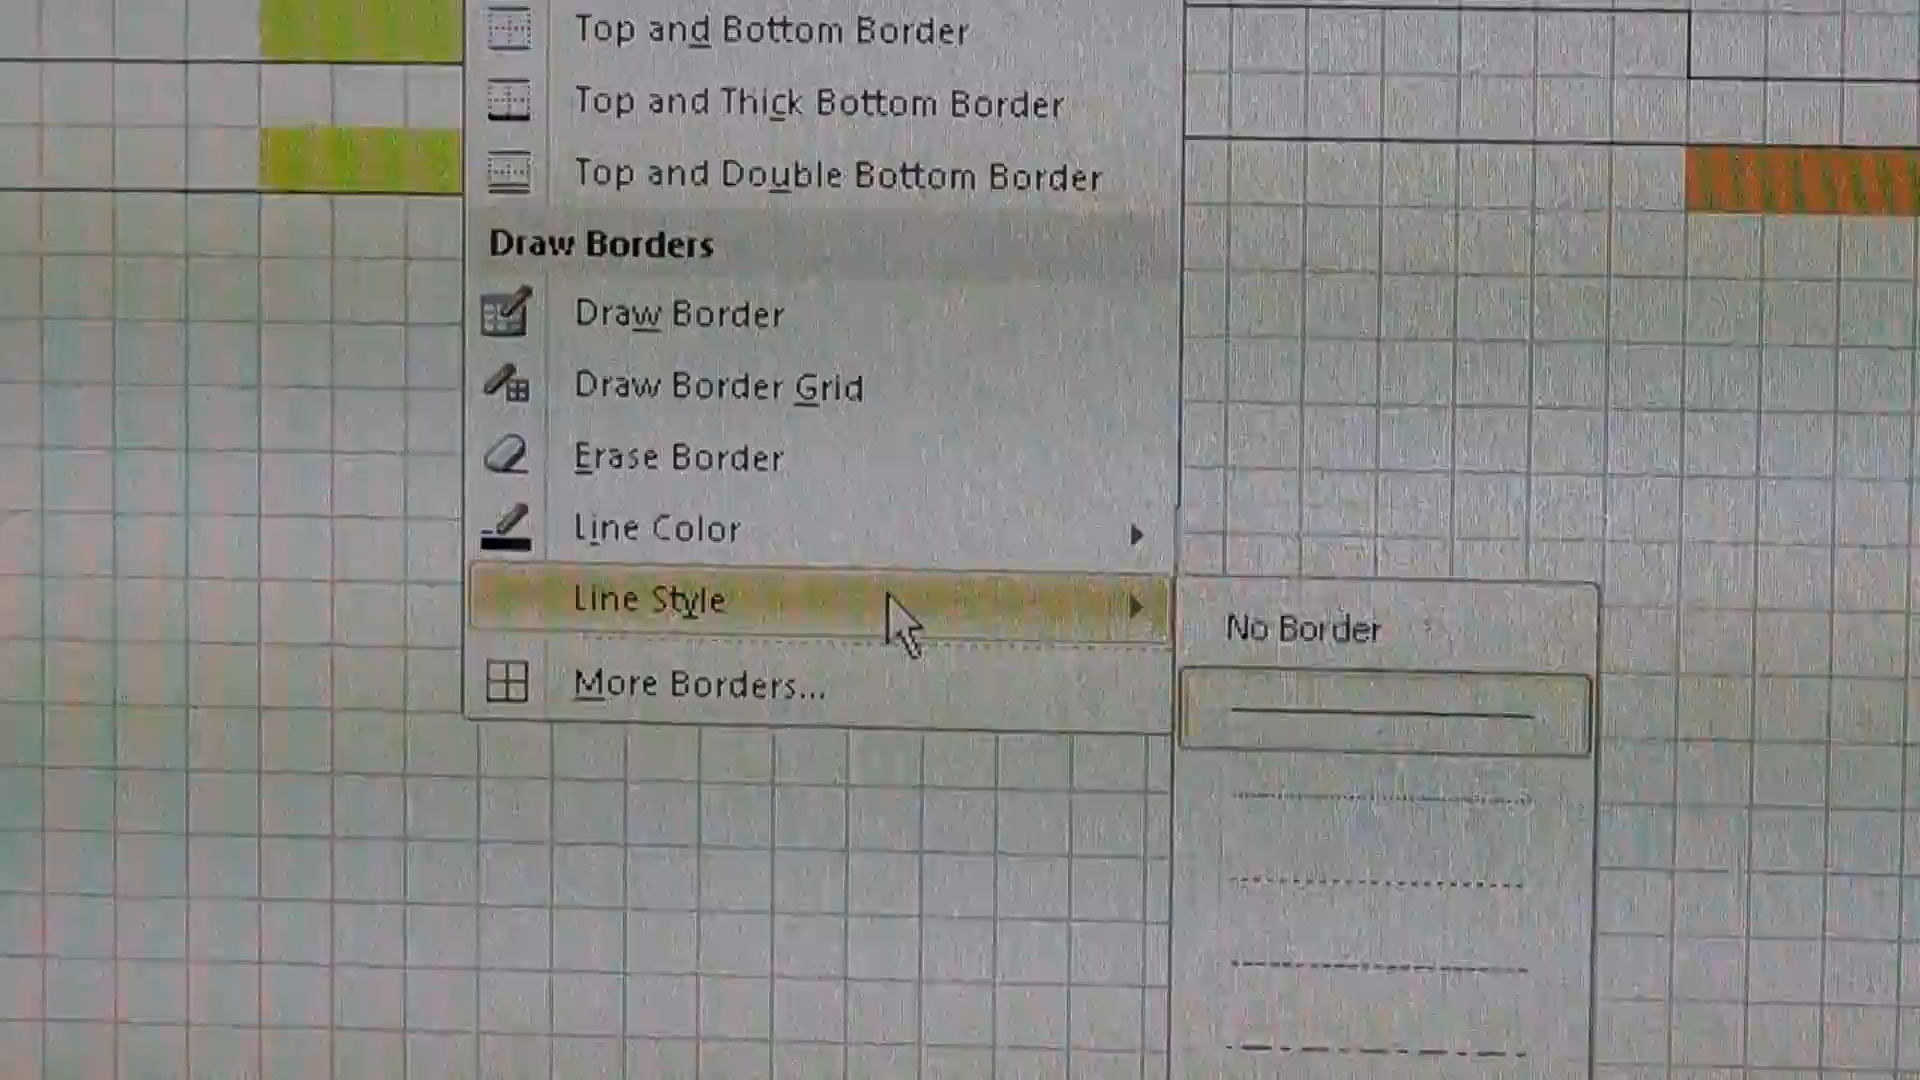 Top and Bottom Border
Top and Thick Bottom Border
Top and Double Bottom Border
Draw Borders
Draw Border
Draw Border Grid
Erase Border
Line Color
Line Style
More Borders...
No Border